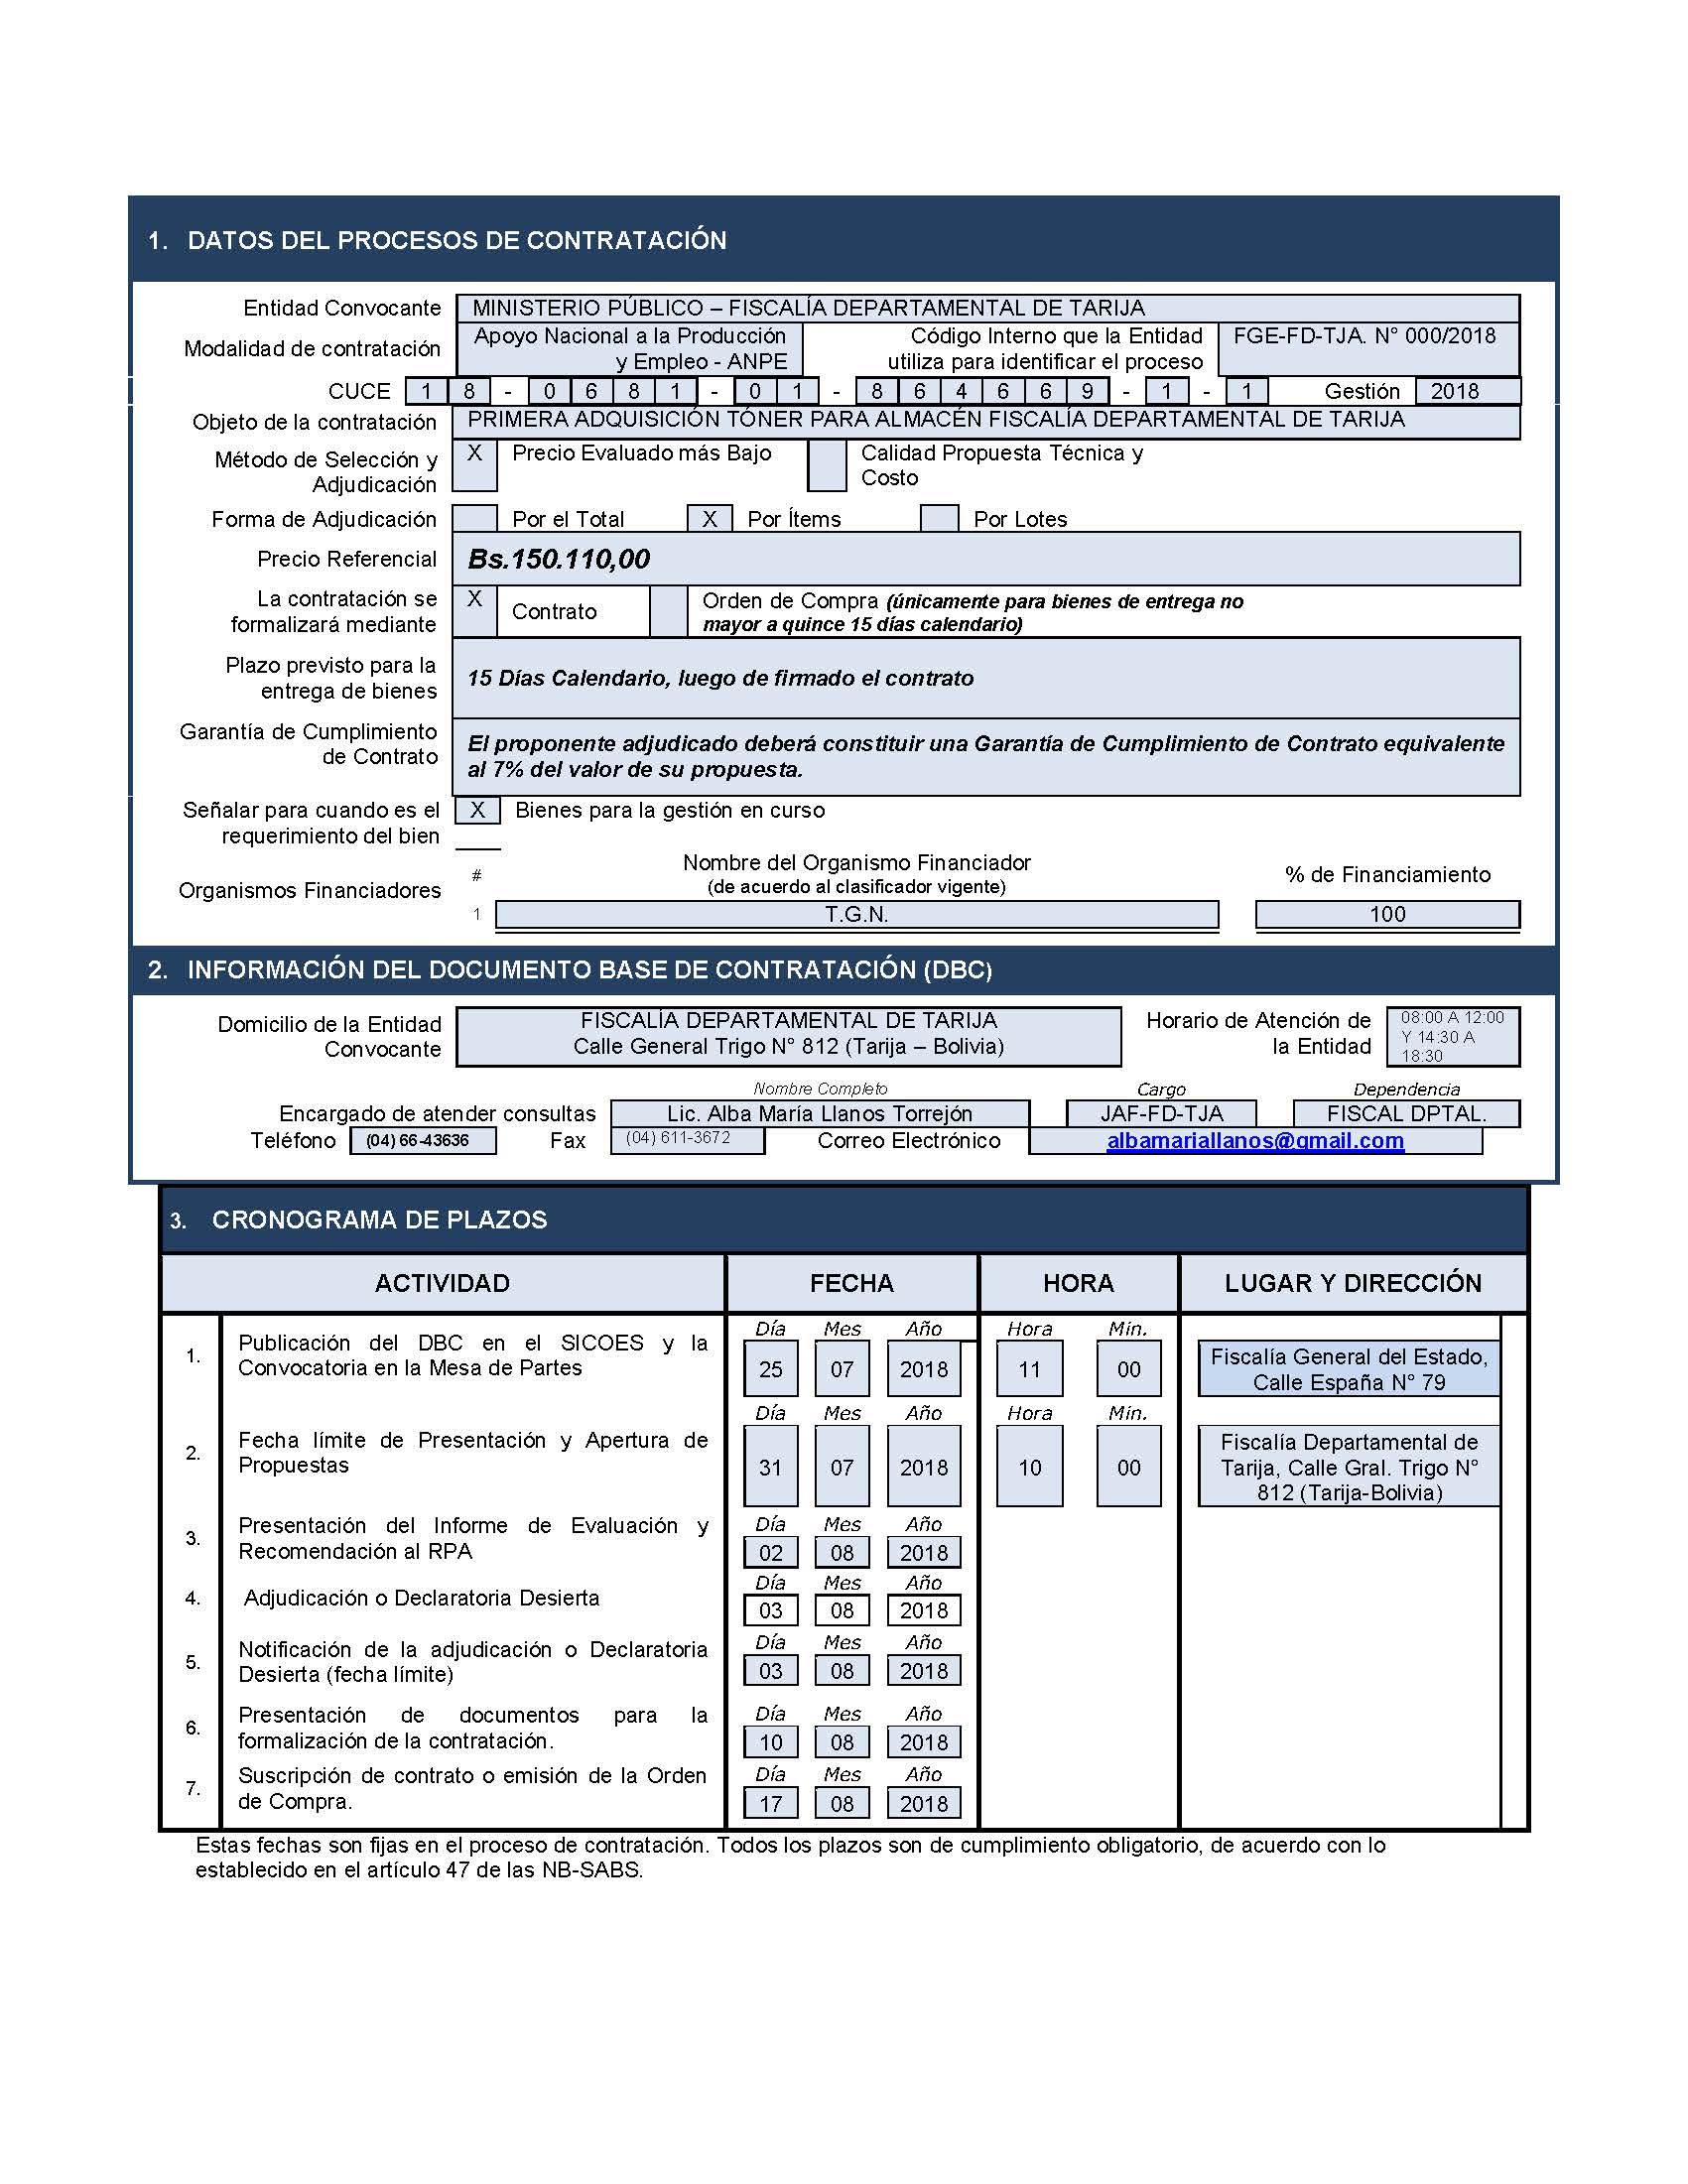 1. DATOS DEL PROCESOS DE CONTRATACIÓN
Entidad Convocante MINISTERIO PÚBLICO – FISCALÍA DEPARTAMENTAL DE TARIJA
Modalidad de contratación Apoyo Nacional a la Producción y Empleo - ANPE Código Interno que la Entidad utiliza para identificar el proceso FGE-FD-TJA. N° 000/2018
CUCE 1 8 - 0 6 8 1 - 0 1 - 8 6 4 6 6 9 - 1 - 1 Gestión 2018
Objeto de la contratación PRIMERA ADQUISICIÓN TÓNER PARA ALMACÉN FISCALÍA DEPARTAMENTAL DE TARIJA
Método de Selección y Adjudicación X Precio Evaluado más Bajo Calidad Propuesta Técnica y Costo
Forma de Adjudicación Por el Total X Por Ítems Por Lotes
Precio Referencial Bs.150.110,00
La contratación se formalizará mediante X Contrato Orden de Compra (únicamente para bienes de entrega no mayor a quince 15 días calendario)
Plazo previsto para la entrega de bienes 15 Días Calendario, luego de firmado el contrato
Garantía de Cumplimiento de Contrato El proponente adjudicado deberá constituir una Garantía de Cumplimiento de Contrato equivalente al 7% del valor de su propuesta.
Señalar para cuando es el requerimiento del bien X Bienes para la gestión en curso
Organismos Financiadores # Nombre del Organismo Financiador (de acuerdo al clasificador vigente) % de Financiamiento
1 T.G.N. 100
2. INFORMACIÓN DEL DOCUMENTO BASE DE CONTRATACIÓN (DBC)
Domicilio de la Entidad Convocante FISCALÍA DEPARTAMENTAL DE TARIJA Calle General Trigo N° 812 (Tarija – Bolivia) Horario de Atención de la Entidad 08:00 A 12:00 Y 14:30 A 18:30
Nombre Completo Cargo Dependencia
Encargado de atender consultas Lic. Alba María Llanos Torrejón JAF-FD-TJA FISCAL DPTAL.
Teléfono (04) 66-43636 Fax (04) 611-3672 Correo Electrónico albamariallanos@gmail.com
3. CRONOGRAMA DE PLAZOS
ACTIVIDAD FECHA HORA LUGAR Y DIRECCIÓN
Día Mes Año Hora Min.
1. Publicación del DBC en el SICOES y la Convocatoria en la Mesa de Partes 25 07 2018 11 00 Fiscalía General del Estado, Calle España N° 79
Día Mes Año Hora Min.
2. Fecha límite de Presentación y Apertura de Propuestas 31 07 2018 10 00 Fiscalía Departamental de Tarija, Calle Gral. Trigo N° 812 (Tarija-Bolivia)
Día Mes Año
3. Presentación del Informe de Evaluación y Recomendación al RPA 02 08 2018
Día Mes Año
4. Adjudicación o Declaratoria Desierta 03 08 2018
Día Mes Año
5. Notificación de la adjudicación o Declaratoria Desierta (fecha límite) 03 08 2018
Día Mes Año
6. Presentación de documentos para la formalización de la contratación. 10 08 2018
Día Mes Año
7. Suscripción de contrato o emisión de la Orden de Compra. 17 08 2018
Estas fechas son fijas en el proceso de contratación. Todos los plazos son de cumplimiento obligatorio, de acuerdo con lo
establecido en el artículo 47 de las NB-SABS.